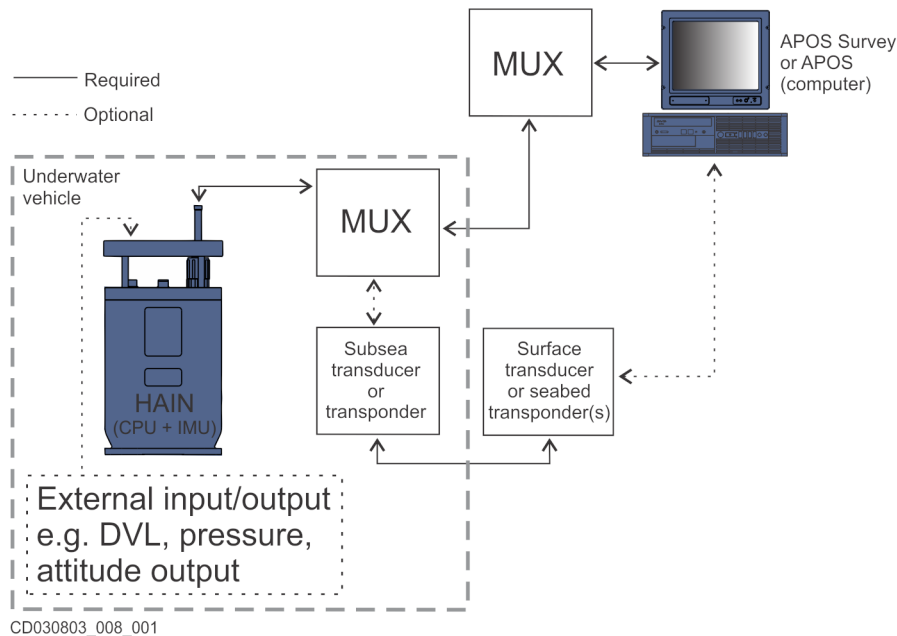 MUX
APOS Survey
or APOS
(computer)
Required
Optional
Underwater
vehicle
MUX
HAIN
(CPU + IMU)
Subsea
transducer
or
transponder
Surface
transducer
or seabed
transponder(s)
External input/output
e.g. DVL, pressure,
attitude output
CD030803_008_001